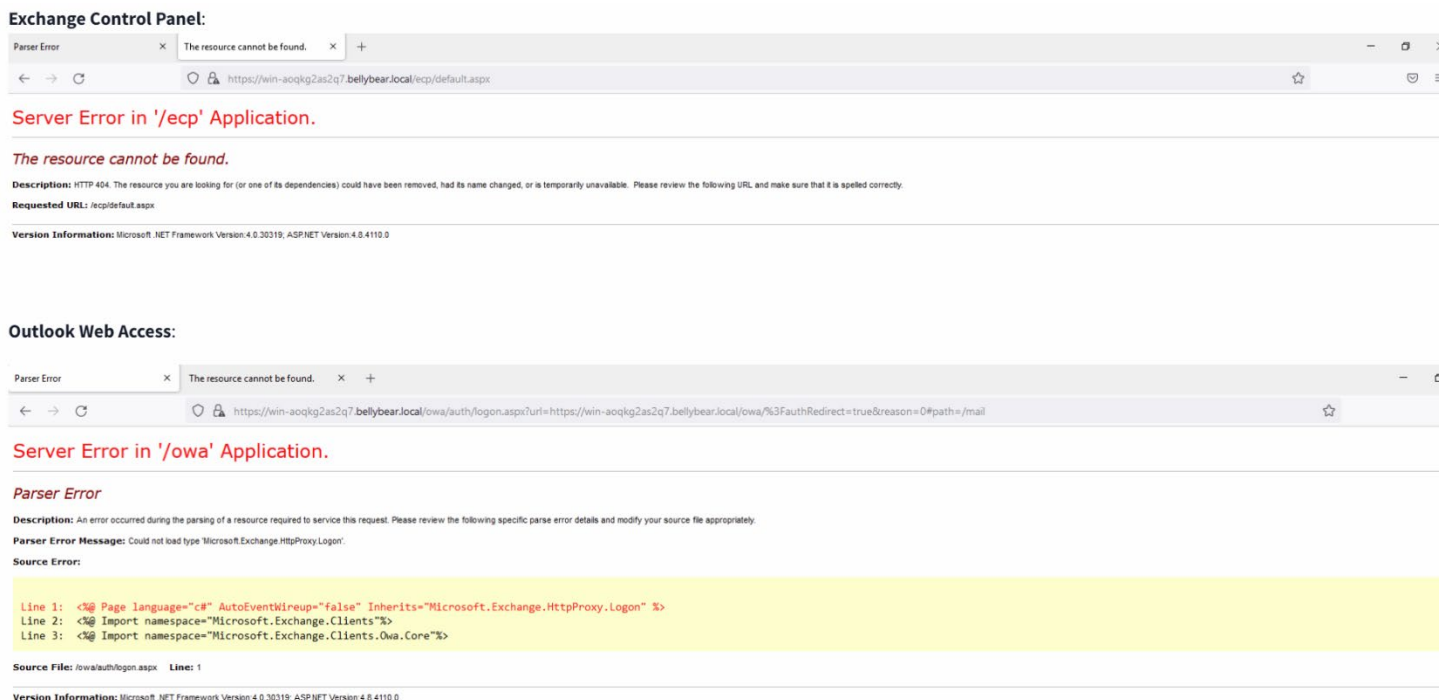 Exchange Control Panel:
Parser Error
The resource cannot be found.
https://win-aoqkg2as2q7.bellybear.local/ecp/default.aspx
Server Error in '/ecp' Application.
The resource cannot be found.
Description: HTTP 404. The resource you are looking for (or one of its dependencies) could have been removed, had its name changed, or is temporarily unavailable. Please review the following URL and make sure that it is spelled correctly.
Requested URL: /ecp/default.aspx
Version Information: Microsoft .NET Framework Version:4.0.30319; ASP.NET Version:4.8.4110.0
Outlook Web Access:
Parser Error
The resource cannot be found.
https://win-aoqkg2as2q7.bellybear.local/owa/auth/logon.aspx?url=https://win-aoqkg2as2q7.bellybear.local/owa/%3FauthRedirect=true&reason=0#path=/mail
Server Error in '/owa' Application.
Parser Error
Description: An error occurred during the parsing of a resource required to service this request. Please review the following specific parse error details and modify your source file appropriately.
Parser Error Message: Could not load type 'Microsoft.Exchange.HttpProxy.Logon'.
Source Error:
Line 1: <%@ Page language="c#" AutoEventWireup="false" Inherits="Microsoft.Exchange.HttpProxy.Logon" %>
Line 2: <%@ Import namespace="Microsoft.Exchange.Clients"%>
Line 3: <%@ Import namespace="Microsoft.Exchange.Clients.Owa.Core"%>
Source File: /owa/auth/logon.aspx Line: 1
Version Information: Microsoft .NET Framework Version:4.0.30319; ASP.NET Version:4.8.4110.0